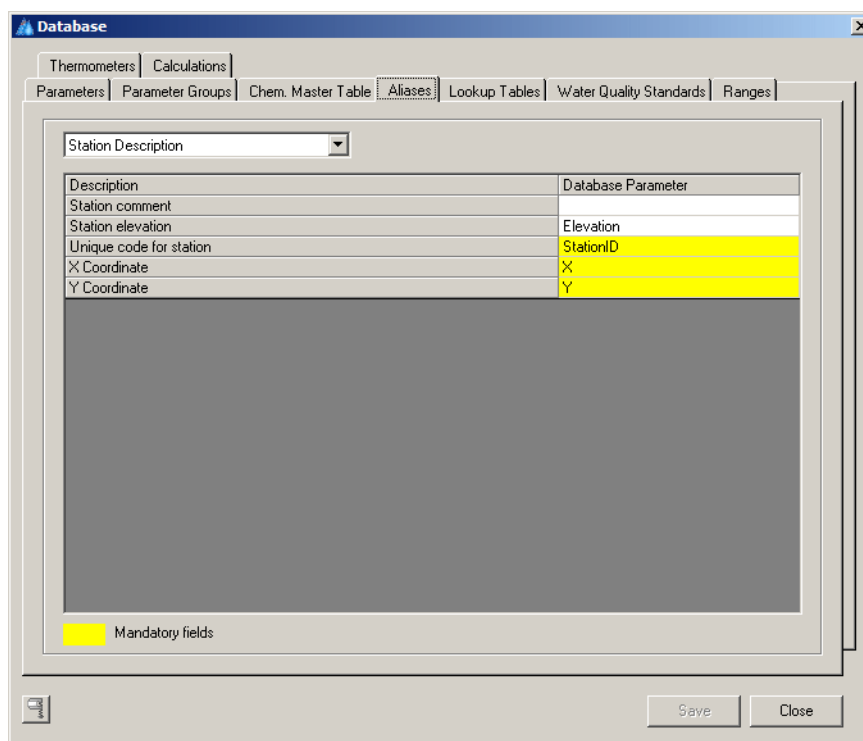 Database
Thermometers Calculations
Parameters Parameter Groups Chem. Master Table Aliases Lookup Tables Water Quality Standards Ranges
Station Description
Description Database Parameter
Station comment
Station elevation Elevation
Unique code for station StationID
X Coordinate X
Y Coordinate Y
Mandatory fields
Save Close